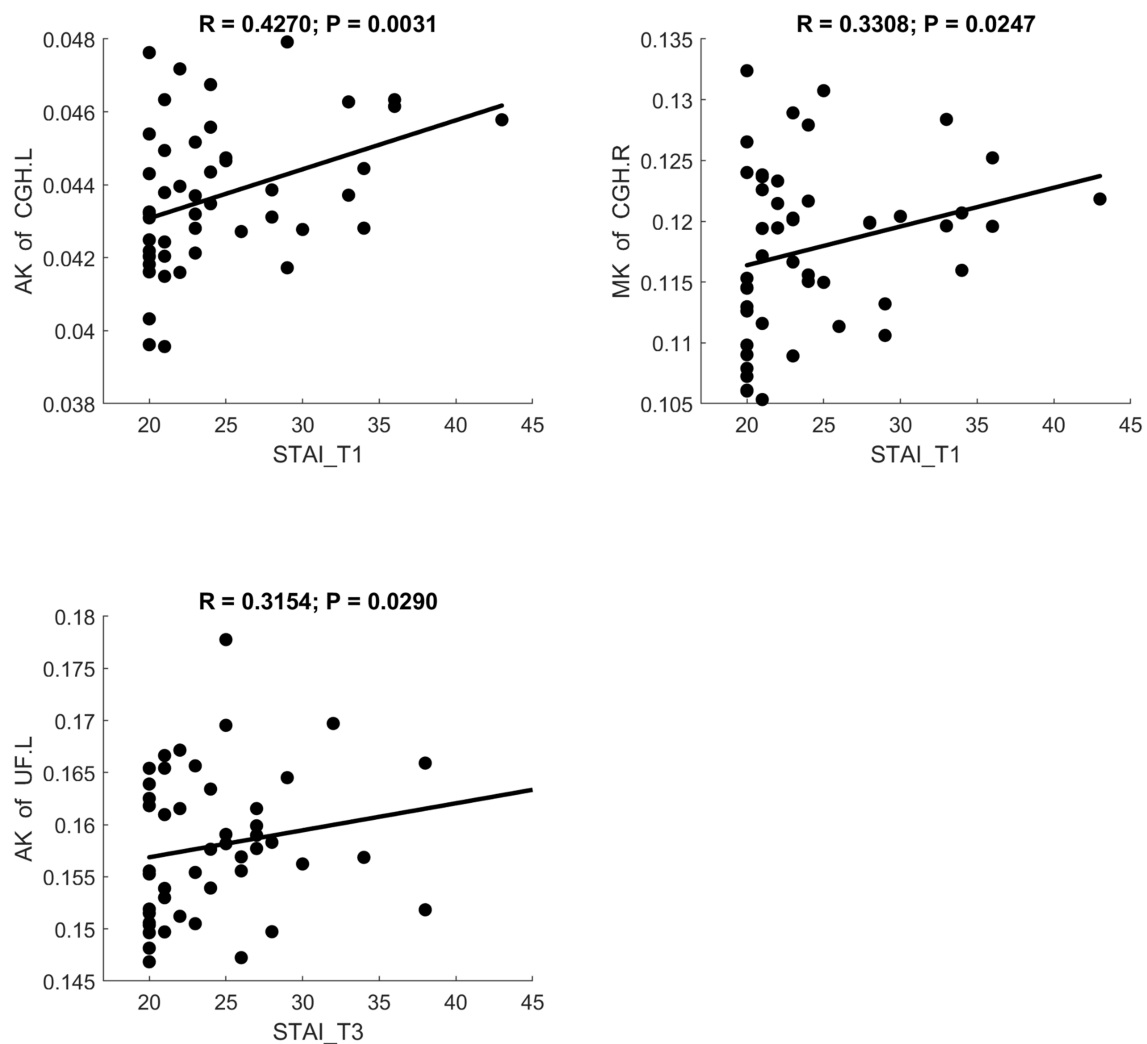 R = 0.4270; P = 0.0031
0.048
0.046
0.044
0.042
0.04
0.038
AK of CGH.L
20 25 30 35 40 45
STAI_T1
R = 0.3308; P = 0.0247
0.135
0.13
0.125
0.12
0.115
0.11
0.105
MK of CGH.R
20 25 30 35 40 45
STAI_T1
R = 0.3154; P = 0.0290
0.18
0.175
0.17
0.165
0.16
0.155
0.15
0.145
AK of UF.L
20 25 30 35 40 45
STAI_T3